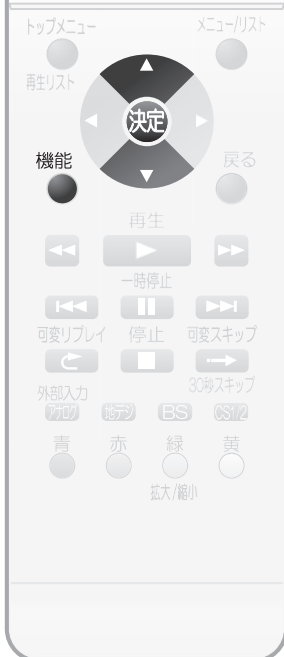 トップメニュー メニュー/リスト
再生リスト
決定
機能 戻る
再生
一時停止
可変リプレイ 停止 可変スキップ
外部入力 30秒スキップ
アナログ 地デジ BS CS1/2
青 赤 緑 黄
拡大/縮小